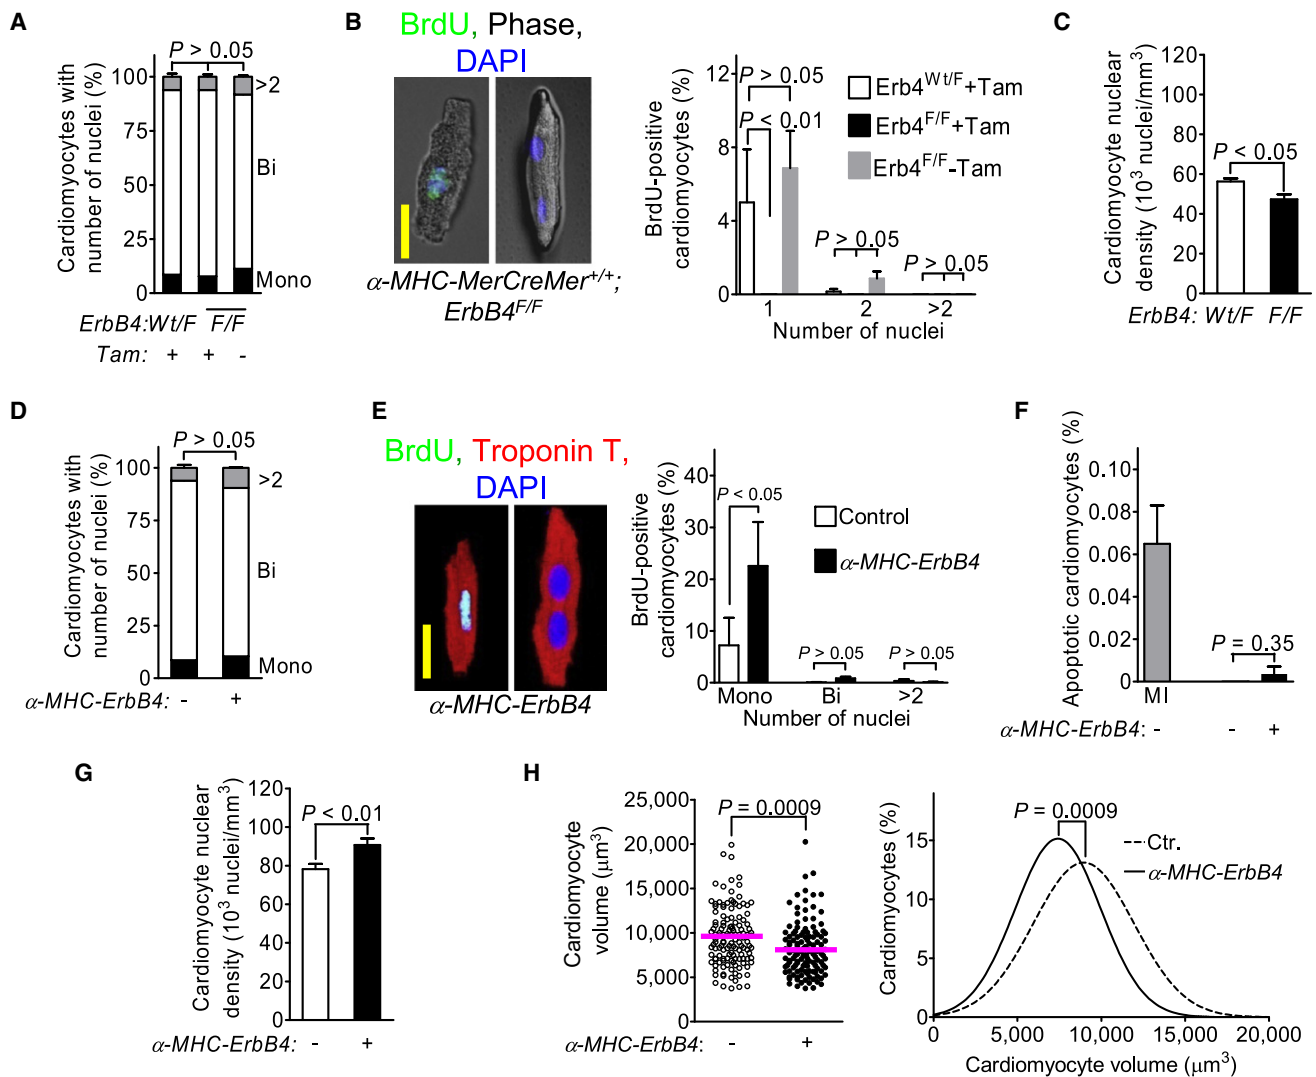 A
Cardiomyocytes with
number of nuclei (%)
100
75
50
25
0
P > 0.05
>2
Bi
Mono
ErbB4: Wt/F F/F
Tam: + + -
B
BrdU, Phase,
DAPI
α-MHC-MerCreMer+/+;
ErbB4F/F
BrdU-positive
cardiomyocytes (%)
12
8
4
0
P > 0.05
P < 0.01
P > 0.05
P > 0.05
1 2 >2
Number of nuclei
Erb4Wt/F+Tam
Erb4F/F+Tam
Erb4F/F-Tam
C
Cardiomyocyte nuclear
density (10³ nuclei/mm³)
120
100
80
60
40
20
0
P < 0.05
ErbB4: Wt/F F/F
D
Cardiomyocytes with
number of nuclei (%)
100
75
50
25
0
P > 0.05
>2
Bi
Mono
α-MHC-ErbB4: - +
E
BrdU, Troponin T,
DAPI
α-MHC-ErbB4
BrdU-positive
cardiomyocytes (%)
40
30
20
10
0
P < 0.05
P > 0.05
P > 0.05
Mono Bi >2
Number of nuclei
Control
α-MHC-ErbB4
F
Apoptotic cardiomyocytes (%)
0.10
0.08
0.06
0.04
0.02
0
P = 0.35
MI
α-MHC-ErbB4: - - +
G
Cardiomyocyte nuclear
density (10³ nuclei/mm³)
120
100
80
60
40
20
0
P < 0.01
α-MHC-ErbB4: - +
H
Cardiomyocyte
volume (μm³)
25,000
20,000
15,000
10,000
5,000
0
P = 0.0009
α-MHC-ErbB4: - +
Cardiomyocytes (%)
15
10
5
0
P = 0.0009
Ctr.
α-MHC-ErbB4
0 5,000 10,000 15,000 20,000
Cardiomyocyte volume (μm³)